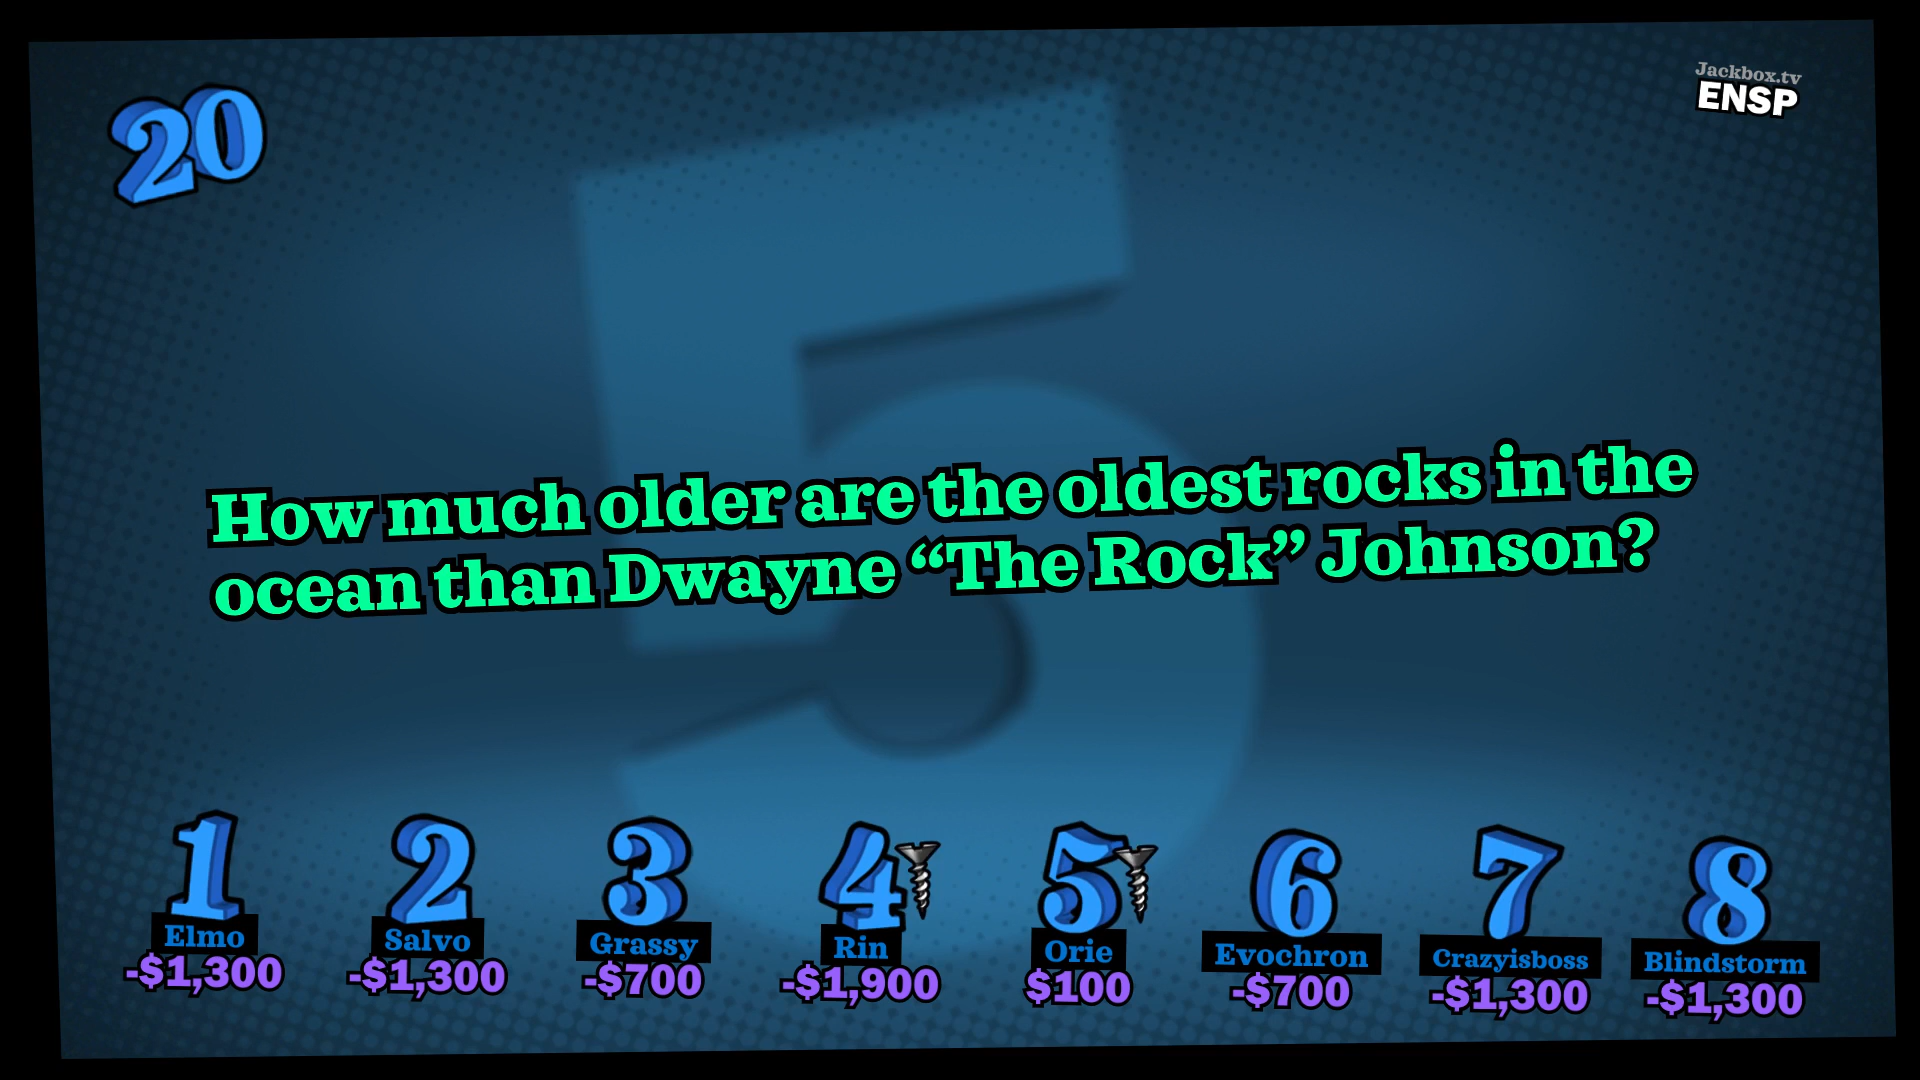 20
Jackbox.tv
ENSP
5
How much older are the oldest rocks in the
ocean than Dwayne “The Rock” Johnson?
1 2 3 4 5 6 7 8
Elmo Salvo Grassy Rin Orie Evochron Crazyisboss Blindstorm
-$1,300 -$1,300 -$700 -$1,900 $100 -$700 -$1,300 -$1,300